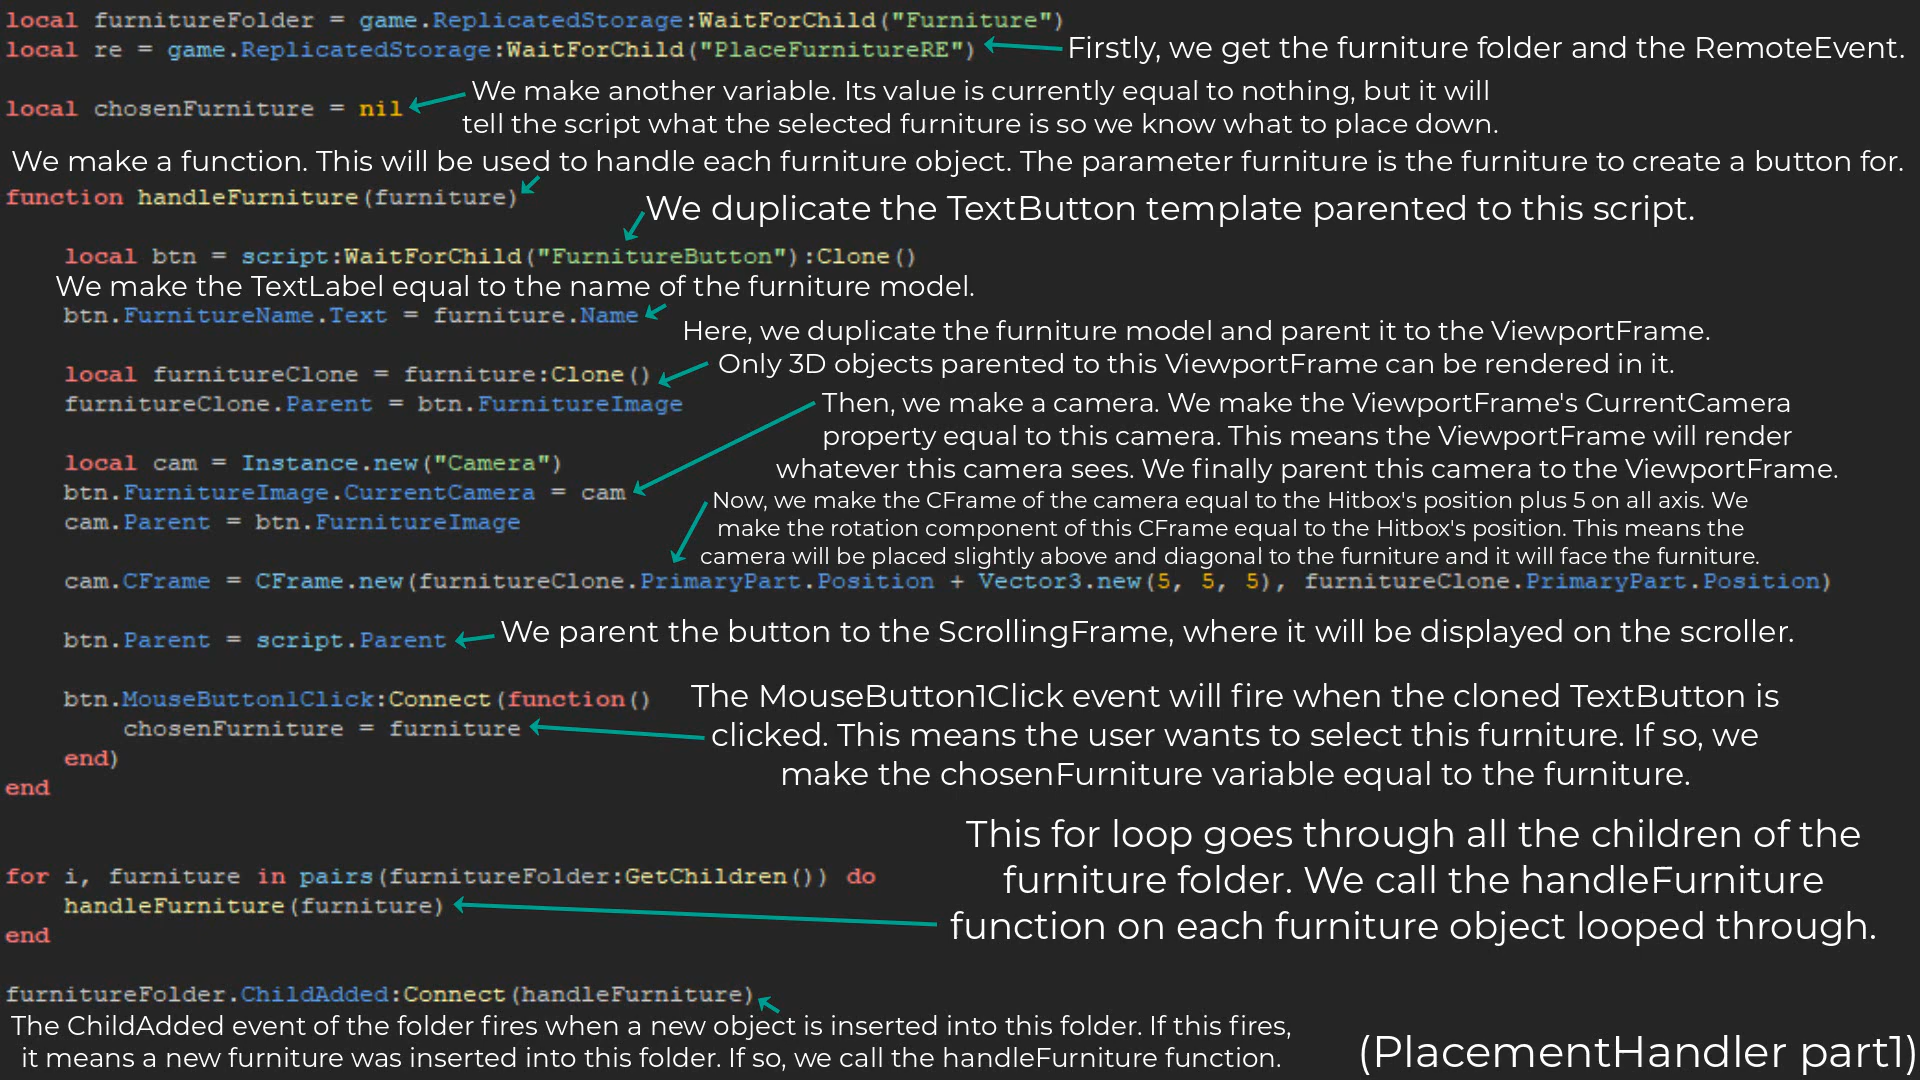 local furnitureFolder = game.ReplicatedStorage:WaitForChild("Furniture")
local re = game.ReplicatedStorage:WaitForChild("PlaceFurnitureRE")
Firstly, we get the furniture folder and the RemoteEvent.
local chosenFurniture = nil
We make another variable. Its value is currently equal to nothing, but it will
tell the script what the selected furniture is so we know what to place down.
We make a function. This will be used to handle each furniture object. The parameter furniture is the furniture to create a button for.
function handleFurniture(furniture)
We duplicate the TextButton template parented to this script.
local btn = script:WaitForChild("FurnitureButton"):Clone()
We make the TextLabel equal to the name of the furniture model.
btn.FurnitureName.Text = furniture.Name
Here, we duplicate the furniture model and parent it to the ViewportFrame.
Only 3D objects parented to this ViewportFrame can be rendered in it.
local furnitureClone = furniture:Clone()
furnitureClone.Parent = btn.FurnitureImage
Then, we make a camera. We make the ViewportFrame's CurrentCamera
property equal to this camera. This means the ViewportFrame will render
whatever this camera sees. We finally parent this camera to the ViewportFrame.
local cam = Instance.new("Camera")
btn.FurnitureImage.CurrentCamera = cam
cam.Parent = btn.FurnitureImage
Now, we make the CFrame of the camera equal to the Hitbox's position plus 5 on all axis. We
make the rotation component of this CFrame equal to the Hitbox's position. This means the
camera will be placed slightly above and diagonal to the furniture and it will face the furniture.
cam.CFrame = CFrame.new(furnitureClone.PrimaryPart.Position + Vector3.new(5, 5, 5), furnitureClone.PrimaryPart.Position)
btn.Parent = script.Parent
We parent the button to the ScrollingFrame, where it will be displayed on the scroller.
btn.MouseButton1Click:Connect(function()
chosenFurniture = furniture
end)
end
The MouseButton1Click event will fire when the cloned TextButton is
clicked. This means the user wants to select this furniture. If so, we
make the chosenFurniture variable equal to the furniture.
for i, furniture in pairs(furnitureFolder:GetChildren()) do
handleFurniture(furniture)
end
This for loop goes through all the children of the
furniture folder. We call the handleFurniture
function on each furniture object looped through.
furnitureFolder.ChildAdded:Connect(handleFurniture)
The ChildAdded event of the folder fires when a new object is inserted into this folder. If this fires,
it means a new furniture was inserted into this folder. If so, we call the handleFurniture function.
(PlacementHandler part1)